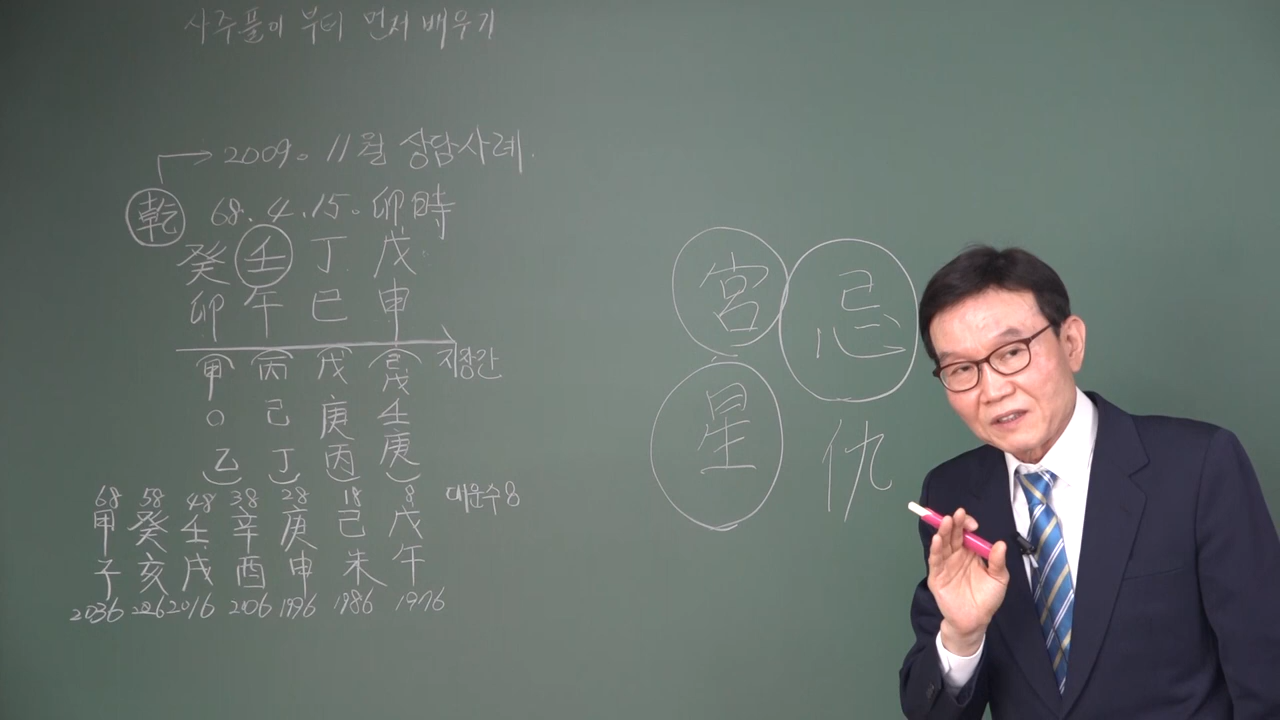 사주풀이 부터 먼저 배우기
2009. 11월 상담사례.
乾 68. 4. 15. 卯時
癸 壬 丁 戊
卯 午 巳 申
甲 丙 戊 己戊 지장간
○ 己 庚 壬
乙 丁 丙 庚
68 58 48 38 28 18 8 대운수
甲 癸 壬 辛 庚 己 戊
子 亥 戌 酉 申 未 午
2036 2026 2016 2006 1996 1986 1976
宮 忌
星 仇